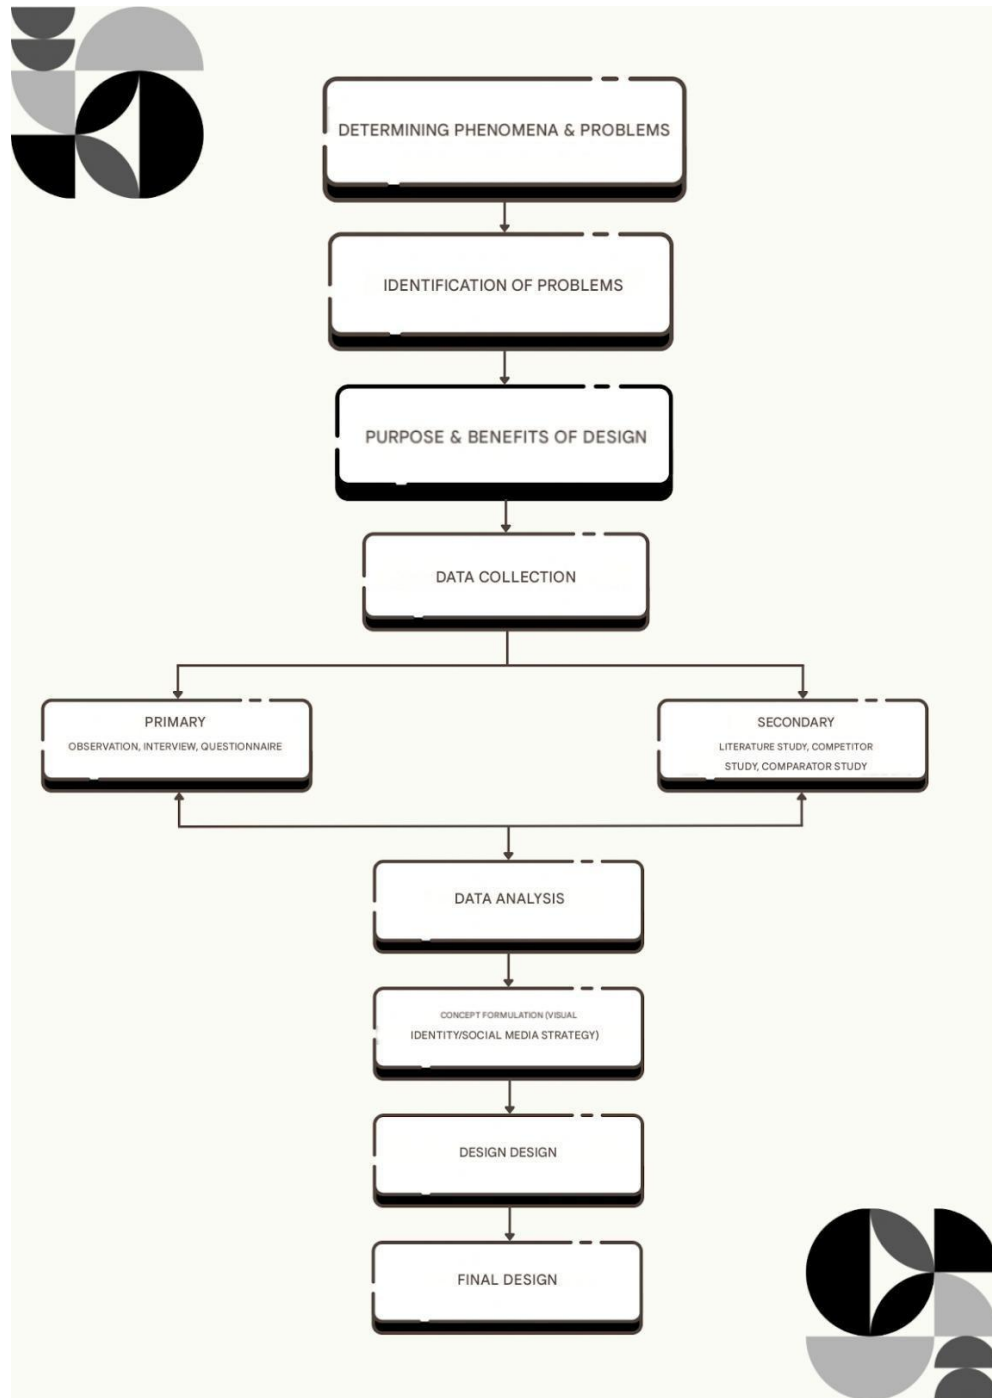 DETERMINING PHENOMENA & PROBLEMS
IDENTIFICATION OF PROBLEMS
PURPOSE & BENEFITS OF DESIGN
DATA COLLECTION
PRIMARY
OBSERVATION, INTERVIEW, QUESTIONNAIRE
SECONDARY
LITERATURE STUDY, COMPETITOR
STUDY, COMPARATOR STUDY
DATA ANALYSIS
CONCEPT FORMULATION (VISUAL
IDENTITY/SOCIAL MEDIA STRATEGY)
DESIGN DESIGN
FINAL DESIGN